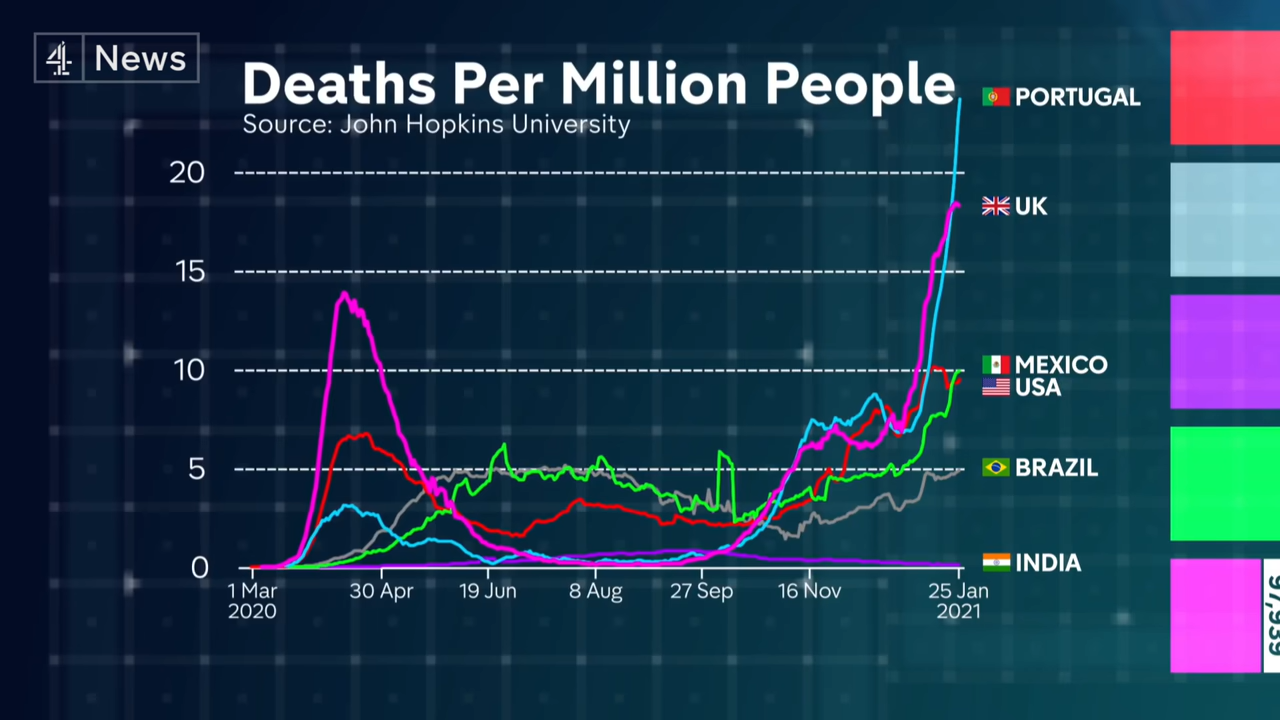 4 News
Deaths Per Million People
Source: John Hopkins University
PORTUGAL
20
UK
15
10
MEXICO
USA
5
BRAZIL
0
INDIA
1 Mar
2020
30 Apr
19 Jun
8 Aug
27 Sep
16 Nov
25 Jan
2021
97,939